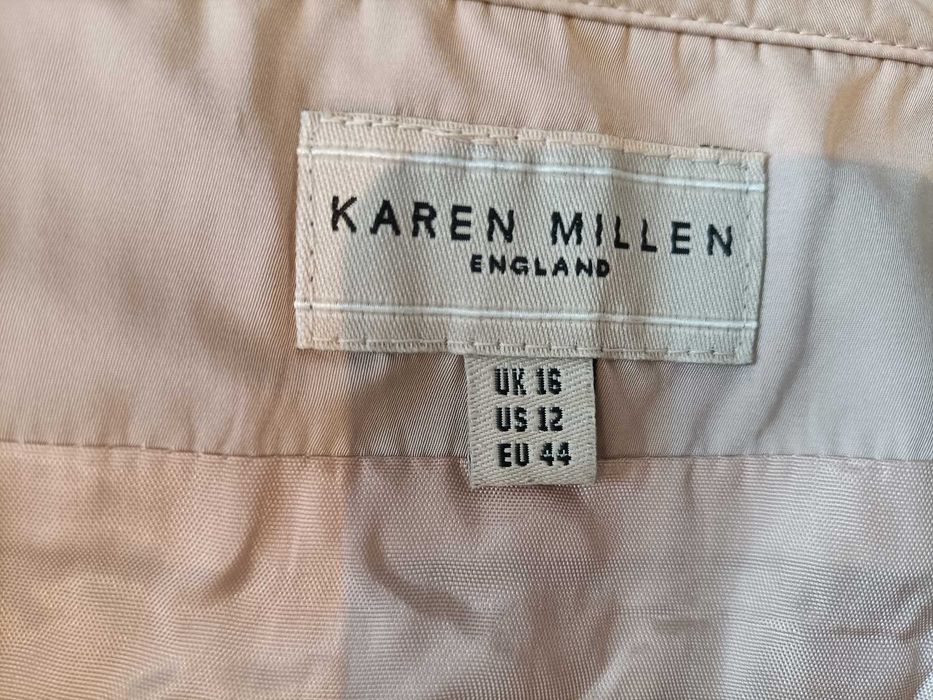 KAREN MILLEN
ENGLAND
UK 16
US 12
EU 44